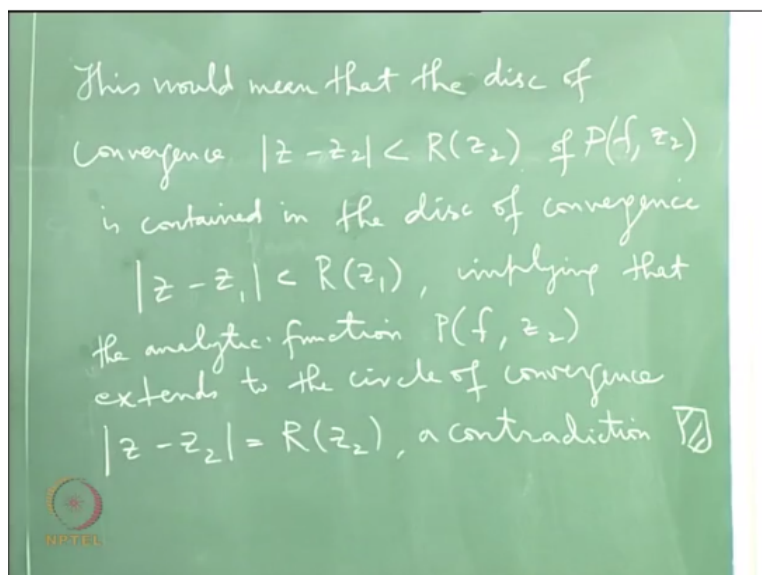 This would mean that the disc of
convergence |z - z₂| < R(z₂) of P(f, z₂)
is contained in the disc of convergence
|z - z₁| < R(z₁), implying that
the analytic function P(f, z₂)
extends to the circle of convergence
|z - z₂| = R(z₂), a contradiction
NPTEL